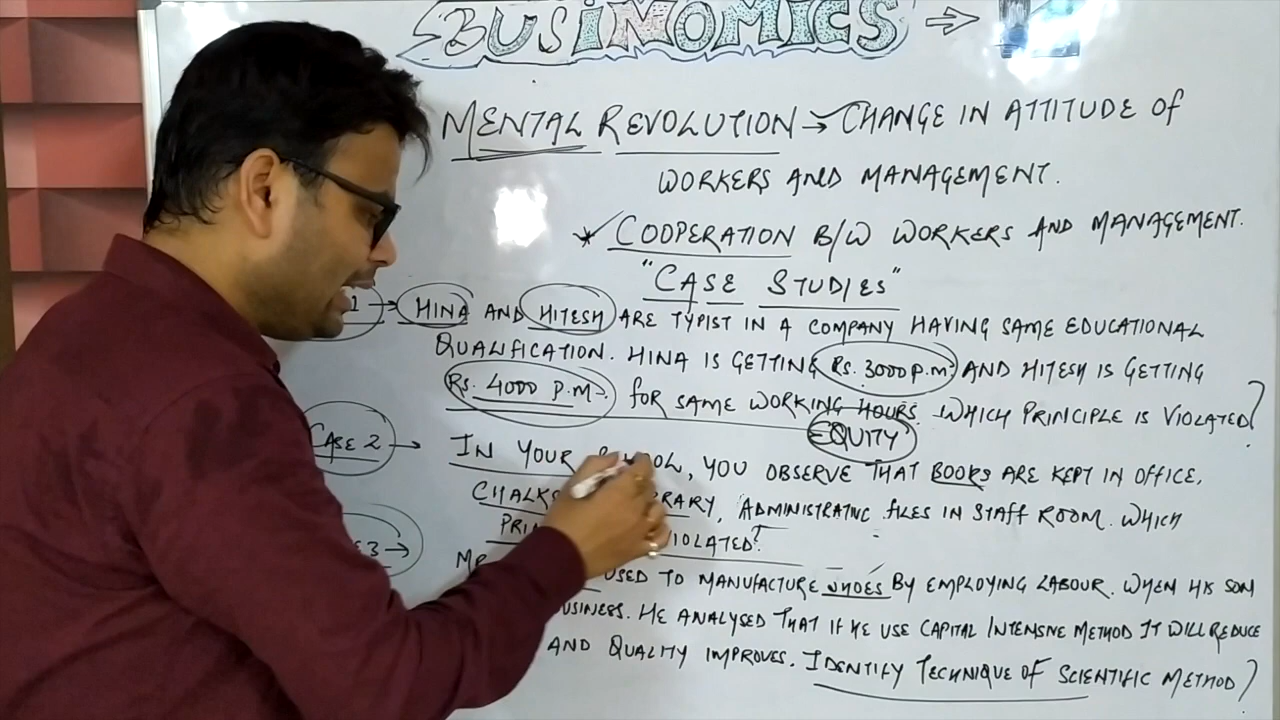 BUSINOMICS →
MENTAL REVOLUTION → CHANGE IN ATTITUDE OF
WORKERS AND MANAGEMENT.
* COOPERATION B/W WORKERS AND MANAGEMENT.
"CASE STUDIES"
1 → HINA AND HITESH ARE TYPIST IN A COMPANY HAVING SAME EDUCATIONAL
QUALIFICATION. HINA IS GETTING RS. 3000 P.M. AND HITESH IS GETTING
RS. 4000 P.M. FOR SAME WORKING HOURS. WHICH PRINCIPLE IS VIOLATED?
EQUITY
CASE 2 → IN YOUR , YOU OBSERVE THAT BOOKS ARE KEPT IN OFFICE,
CHALKS , ADMINISTRATIVE FILES IN STAFF ROOM. WHICH
VIOLATED?
3 → USED TO MANUFACTURE SHOES BY EMPLOYING LABOUR. WHEN HIS SON
BUSINESS. HE ANALYSED THAT IF HE USE CAPITAL INTENSIVE METHOD IT WILL REDUCE
AND QUALITY IMPROVES. IDENTIFY TECHNIQUE OF SCIENTIFIC METHOD?